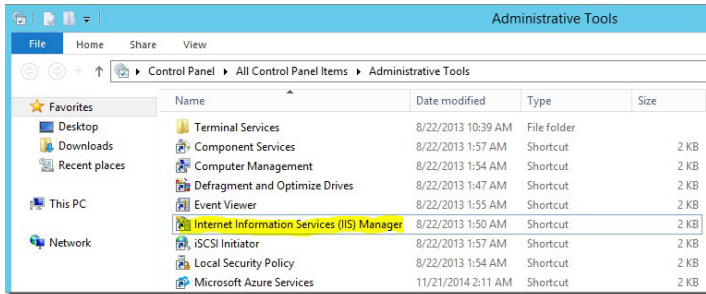 Administrative Tools
File Home Share View
Control Panel All Control Panel Items Administrative Tools
Favorites
Desktop
Downloads
Recent places
This PC
Network
Name Date modified Type Size
Terminal Services 8/22/2013 10:39 AM File folder
Component Services 8/22/2013 1:57 AM Shortcut 2 KB
Computer Management 8/22/2013 1:54 AM Shortcut 2 KB
Defragment and Optimize Drives 8/22/2013 1:47 AM Shortcut 2 KB
Event Viewer 8/22/2013 1:55 AM Shortcut 2 KB
Internet Information Services (IIS) Manager 8/22/2013 1:50 AM Shortcut 2 KB
iSCSI Initiator 8/22/2013 1:57 AM Shortcut 2 KB
Local Security Policy 8/22/2013 1:54 AM Shortcut 2 KB
Microsoft Azure Services 11/21/2014 2:11 AM Shortcut 2 KB